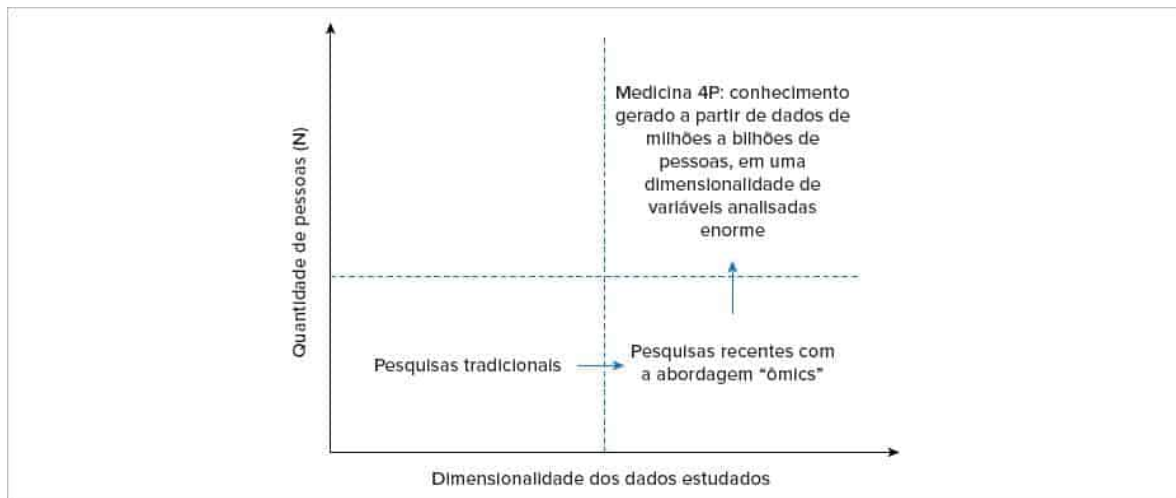 Quantidade de pessoas (N)
Medicina 4P: conhecimento
gerado a partir de dados de
milhões a bilhões de
pessoas, em uma
dimensionalidade de
variáveis analisadas
enorme
Pesquisas tradicionais
Pesquisas recentes com
a abordagem “ômics”
Dimensionalidade dos dados estudados